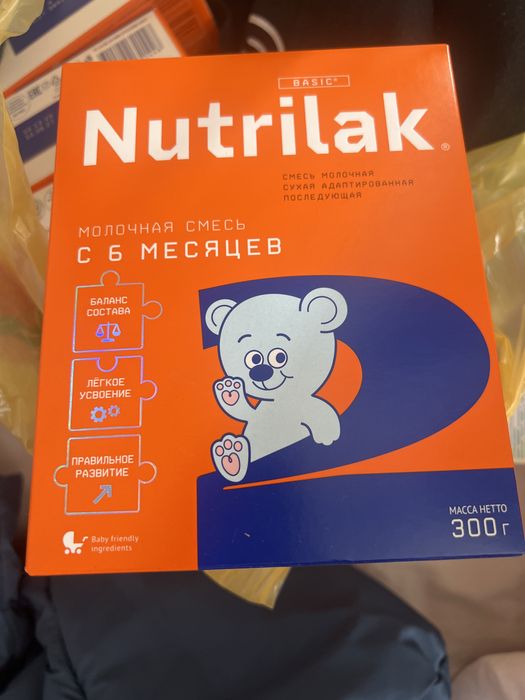 BASIC®
Nutrilak®
СМЕСЬ МОЛОЧНАЯ
СУХАЯ АДАПТИРОВАННАЯ
ПОСЛЕДУЮЩАЯ
МОЛОЧНАЯ СМЕСЬ
С 6 МЕСЯЦЕВ
БАЛАНС
СОСТАВА
ЛЁГКОЕ
УСВОЕНИЕ
ПРАВИЛЬНОЕ
РАЗВИТИЕ
2
Baby friendly
ingredients
МАССА НЕТТО
300 г